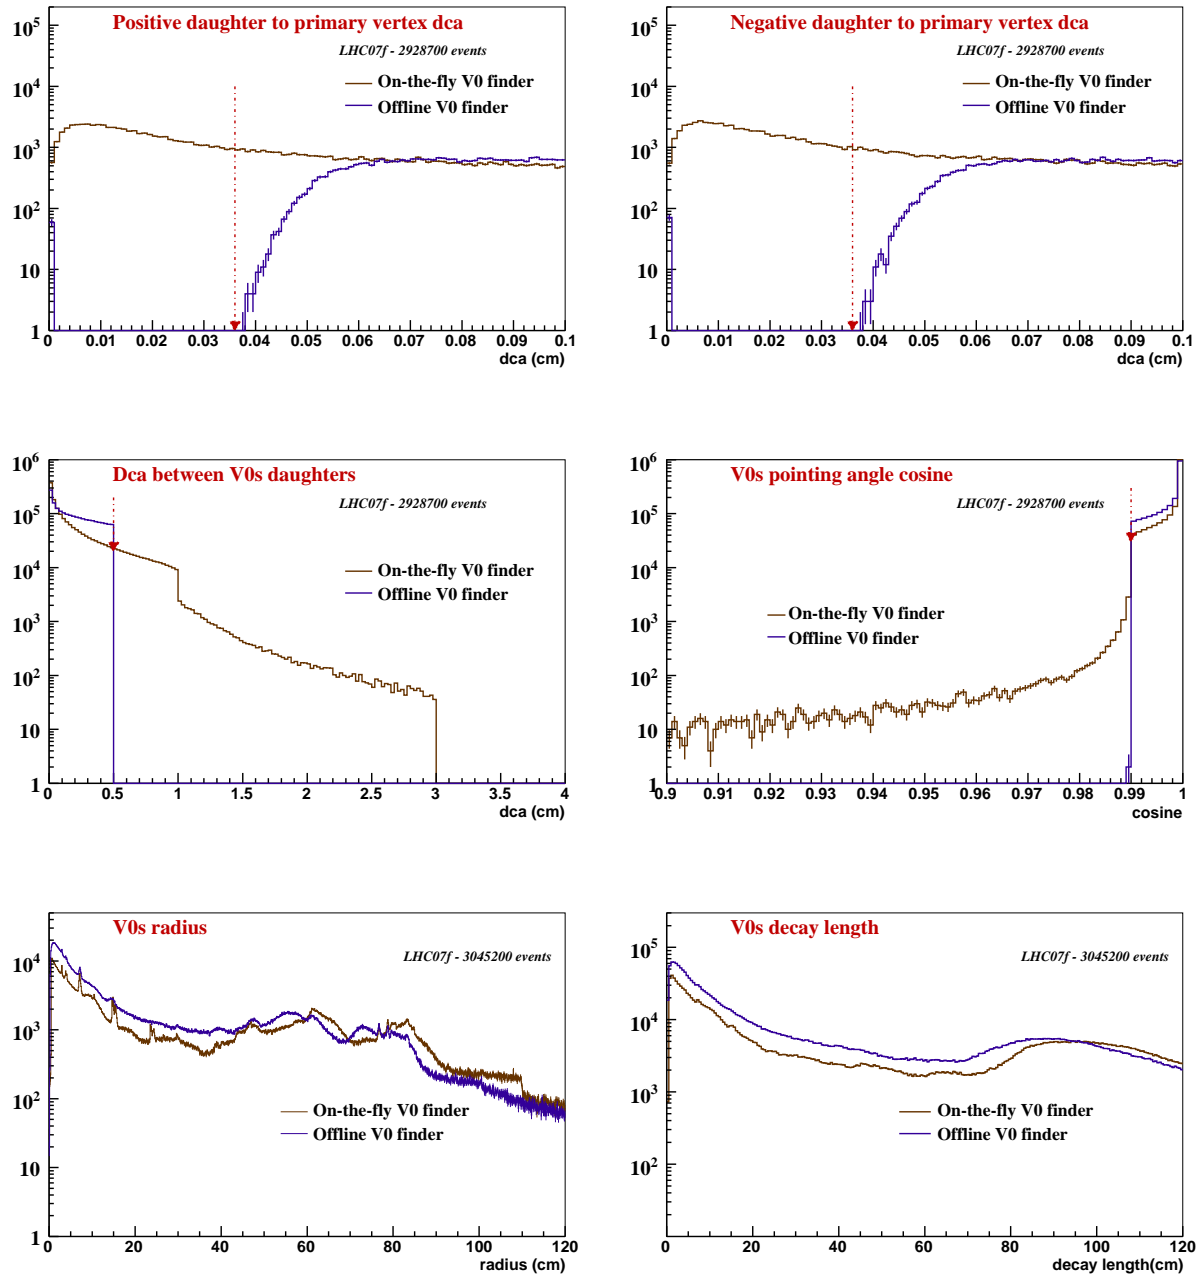 Positive daughter to primary vertex dca
LHC07f - 2928700 events
On-the-fly V0 finder
Offline V0 finder
10^5
10^4
10^3
10^2
10
1
0 0.01 0.02 0.03 0.04 0.05 0.06 0.07 0.08 0.09 0.1
dca (cm)
Negative daughter to primary vertex dca
LHC07f - 2928700 events
On-the-fly V0 finder
Offline V0 finder
10^5
10^4
10^3
10^2
10
1
0 0.01 0.02 0.03 0.04 0.05 0.06 0.07 0.08 0.09 0.1
dca (cm)
Dca between V0s daughters
LHC07f - 2928700 events
On-the-fly V0 finder
Offline V0 finder
10^6
10^5
10^4
10^3
10^2
10
1
0 0.5 1 1.5 2 2.5 3 3.5 4
dca (cm)
V0s pointing angle cosine
LHC07f - 2928700 events
On-the-fly V0 finder
Offline V0 finder
10^6
10^5
10^4
10^3
10^2
10
1
0.9 0.91 0.92 0.93 0.94 0.95 0.96 0.97 0.98 0.99 1
cosine
V0s radius
LHC07f - 3045200 events
On-the-fly V0 finder
Offline V0 finder
10^4
10^3
10^2
10
1
0 20 40 60 80 100 120
radius (cm)
V0s decay length
LHC07f - 3045200 events
On-the-fly V0 finder
Offline V0 finder
10^5
10^4
10^3
10^2
0 20 40 60 80 100 120
decay length(cm)